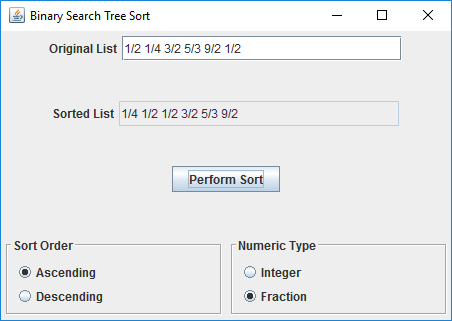 Binary Search Tree Sort
Original List 1/2 1/4 3/2 5/3 9/2 1/2
Sorted List 1/4 1/2 1/2 3/2 5/3 9/2
Perform Sort
Sort Order
Ascending
Descending
Numeric Type
Integer
Fraction